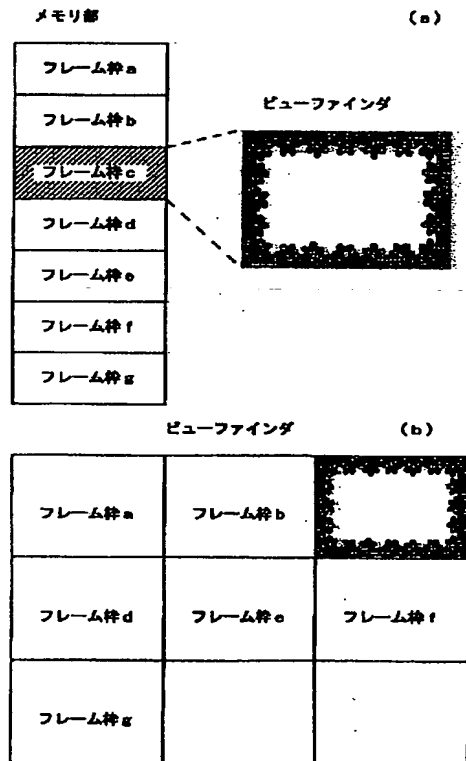 メモリ部
(a)
フレーム枠a
フレーム枠b
フレーム枠c
フレーム枠d
フレーム枠e
フレーム枠f
フレーム枠g
ビューファインダ
ビューファインダ
(b)
フレーム枠a
フレーム枠b
フレーム枠d
フレーム枠e
フレーム枠f
フレーム枠g